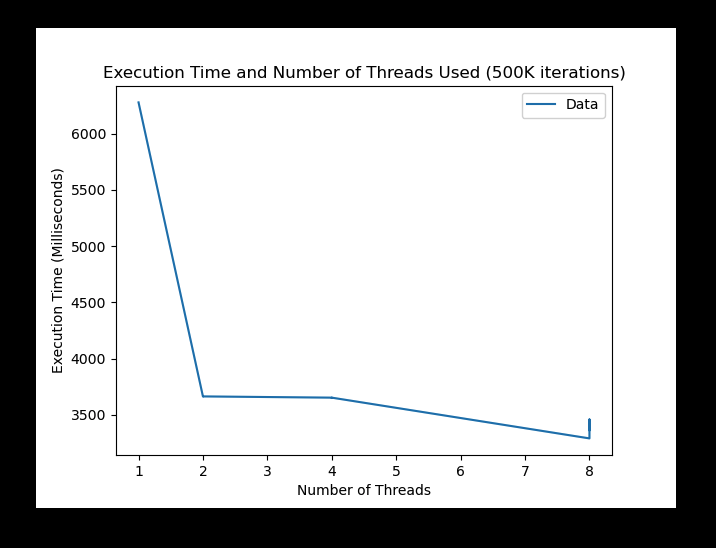 Execution Time and Number of Threads Used (500K iterations)
Data
6000
5500
5000
4500
4000
3500
Execution Time (Milliseconds)
1 2 3 4 5 6 7 8
Number of Threads